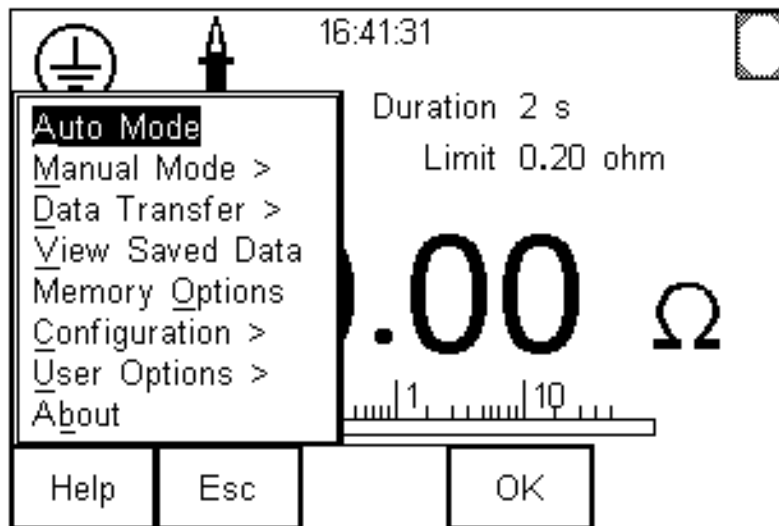 16:41:31
Duration 2 s
Limit 0.20 ohm
Auto Mode
Manual Mode >
Data Transfer >
View Saved Data
Memory Options
Configuration >
User Options >
About
.00 Ω
1 10
Help Esc OK